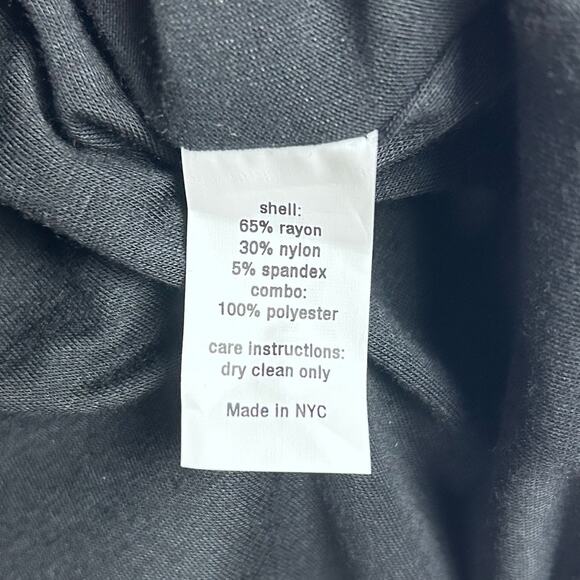 shell:
65% rayon
30% nylon
5% spandex
combo:
100% polyester
care instructions:
dry clean only
Made in NYC